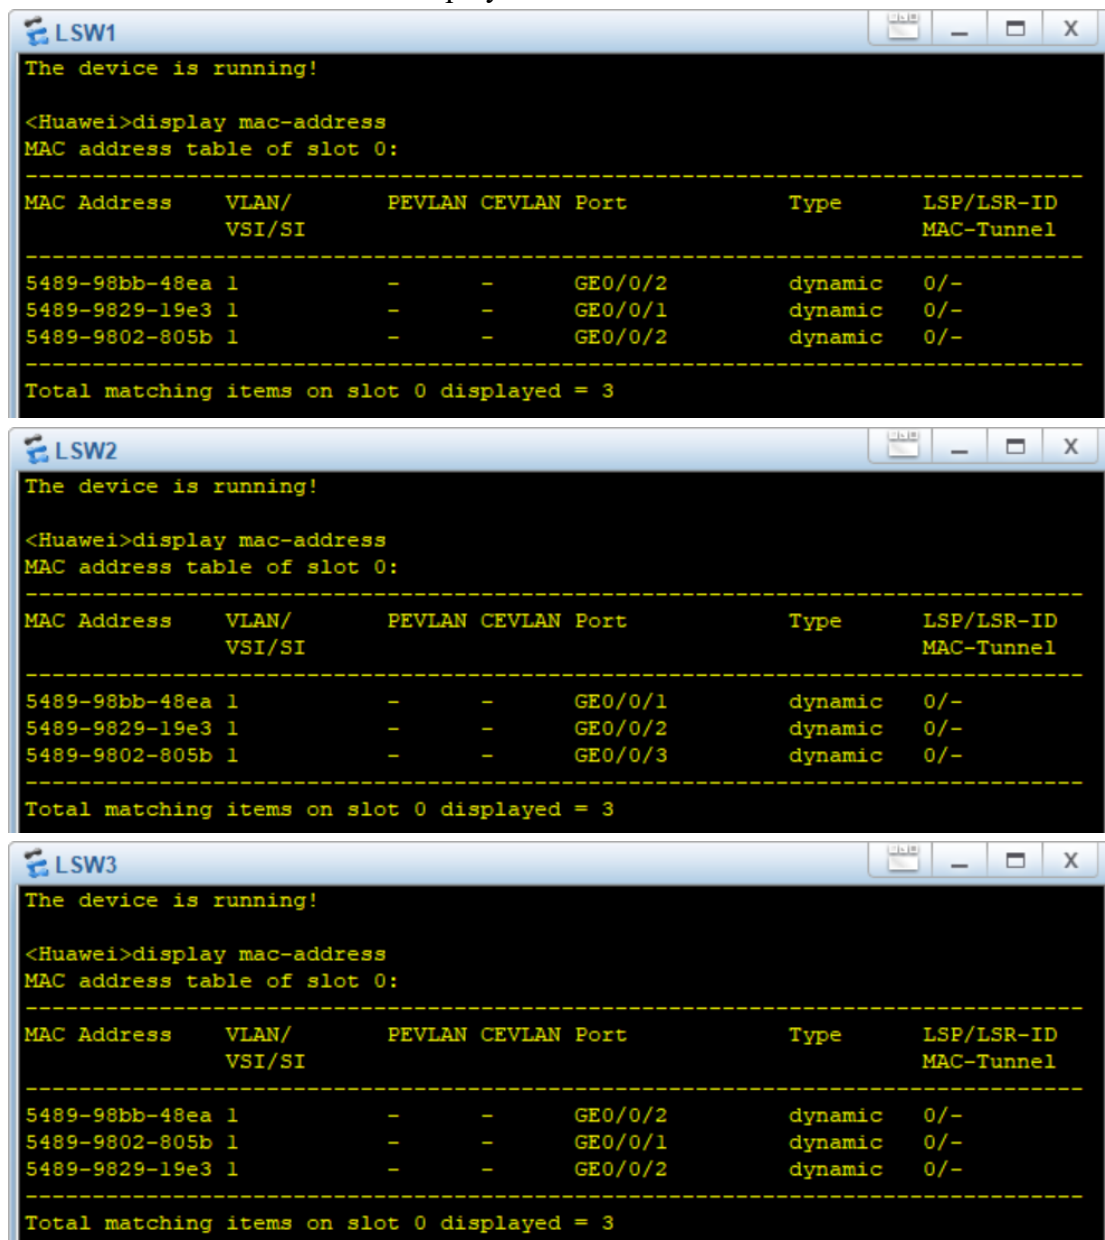 LSW1
The device is running!
<Huawei>display mac-address
MAC address table of slot 0:
-------------------------------------------------------------------------------
MAC Address    VLAN/       PEVLAN CEVLAN Port            Type      LSP/LSR-ID
               VSI/SI                                              MAC-Tunnel
-------------------------------------------------------------------------------
5489-98bb-48ea 1           -      -      GE0/0/2         dynamic   0/-
5489-9829-19e3 1           -      -      GE0/0/1         dynamic   0/-
5489-9802-805b 1           -      -      GE0/0/2         dynamic   0/-
-------------------------------------------------------------------------------
Total matching items on slot 0 displayed = 3
LSW2
The device is running!
<Huawei>display mac-address
MAC address table of slot 0:
-------------------------------------------------------------------------------
MAC Address    VLAN/       PEVLAN CEVLAN Port            Type      LSP/LSR-ID
               VSI/SI                                              MAC-Tunnel
-------------------------------------------------------------------------------
5489-98bb-48ea 1           -      -      GE0/0/1         dynamic   0/-
5489-9829-19e3 1           -      -      GE0/0/2         dynamic   0/-
5489-9802-805b 1           -      -      GE0/0/3         dynamic   0/-
-------------------------------------------------------------------------------
Total matching items on slot 0 displayed = 3
LSW3
The device is running!
<Huawei>display mac-address
MAC address table of slot 0:
-------------------------------------------------------------------------------
MAC Address    VLAN/       PEVLAN CEVLAN Port            Type      LSP/LSR-ID
               VSI/SI                                              MAC-Tunnel
-------------------------------------------------------------------------------
5489-98bb-48ea 1           -      -      GE0/0/2         dynamic   0/-
5489-9802-805b 1           -      -      GE0/0/1         dynamic   0/-
5489-9829-19e3 1           -      -      GE0/0/2         dynamic   0/-
-------------------------------------------------------------------------------
Total matching items on slot 0 displayed = 3